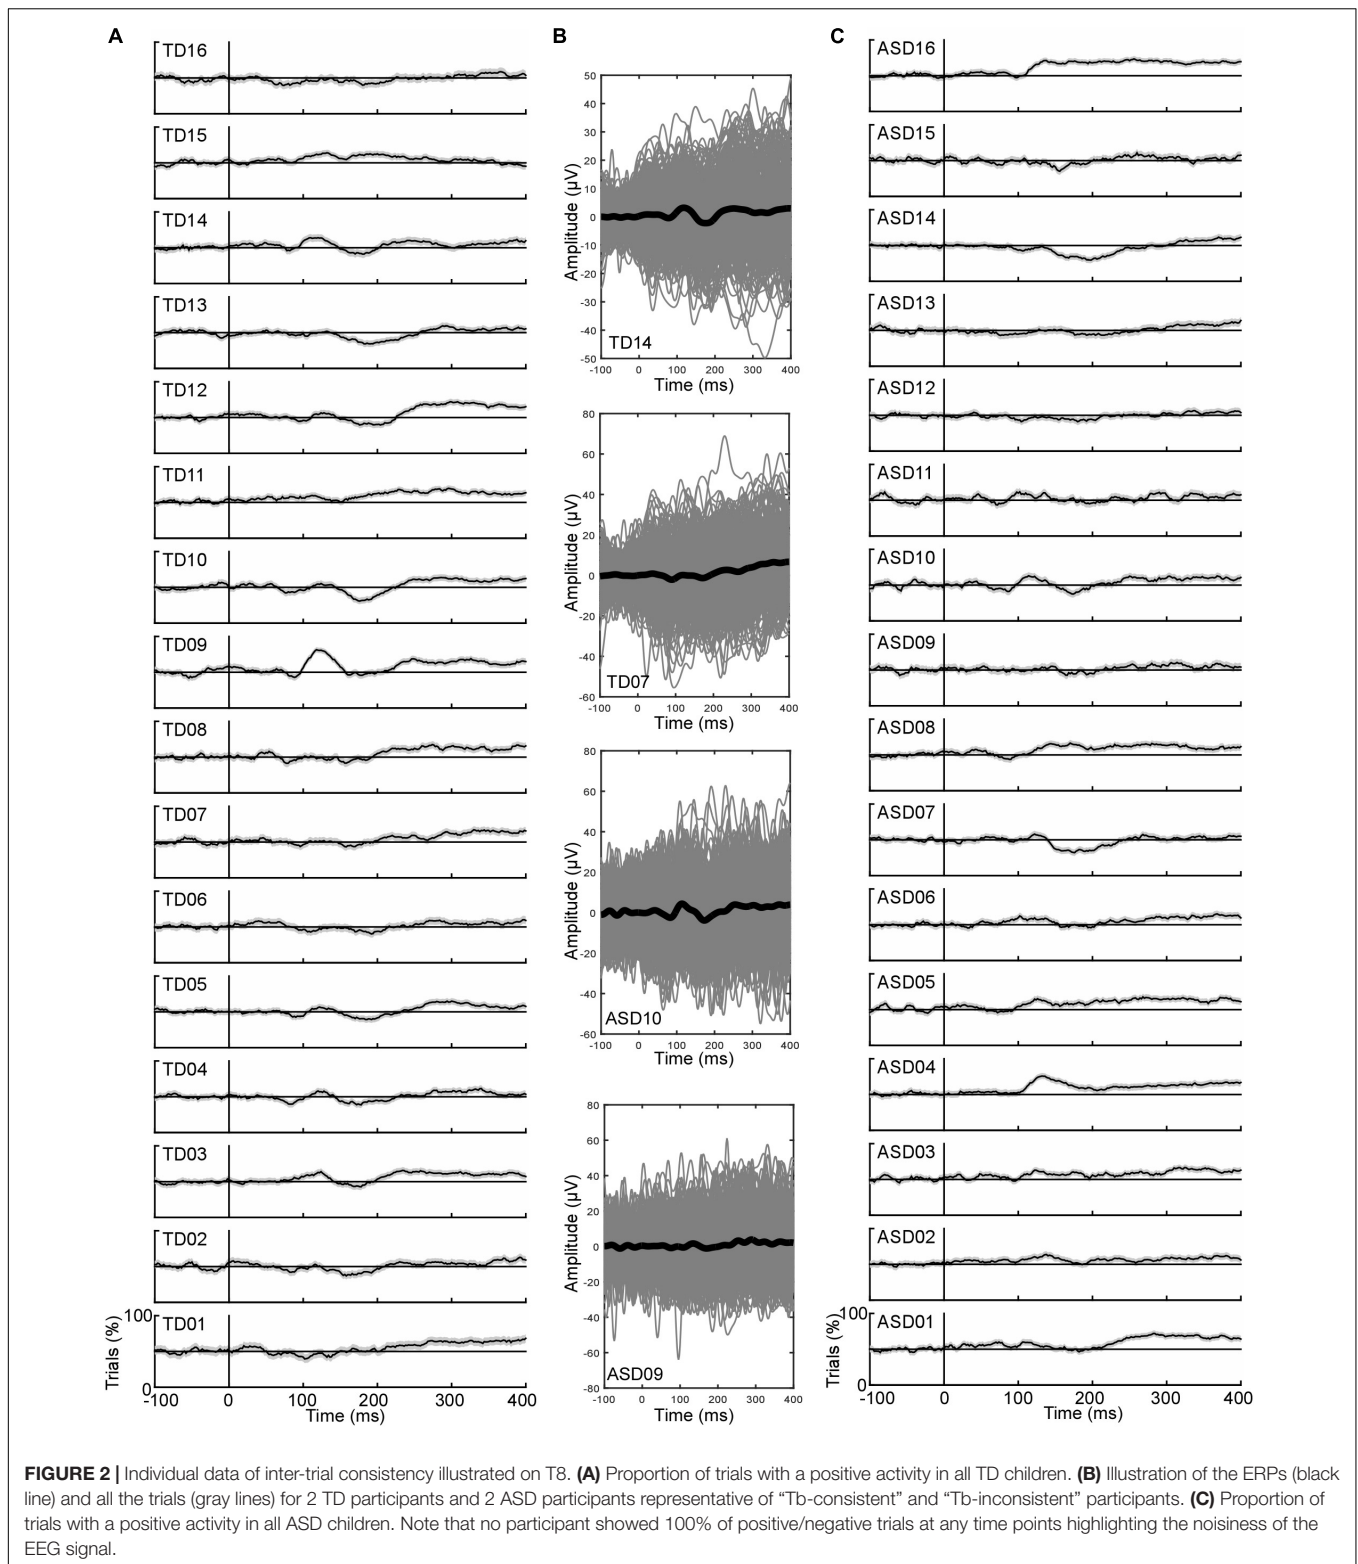 A
TD16
TD15
TD14
TD13
TD12
TD11
TD10
TD09
TD08
TD07
TD06
TD05
TD04
TD03
TD02
TD01
Trials (%)
100
0
-100 0 100 200 300 400
Time (ms)
B
Amplitude (µV)
50
40
30
20
10
0
-10
-20
-30
-40
-50
TD14
-100 0 100 200 300 400
Time (ms)
Amplitude (µV)
80
60
40
20
0
-20
-40
-60
TD07
-100 0 100 200 300 400
Time (ms)
Amplitude (µV)
80
60
40
20
0
-20
-40
-60
ASD10
-100 0 100 200 300 400
Time (ms)
Amplitude (µV)
80
60
40
20
0
-20
-40
-60
-80
ASD09
-100 0 100 200 300 400
Time (ms)
C
ASD16
ASD15
ASD14
ASD13
ASD12
ASD11
ASD10
ASD09
ASD08
ASD07
ASD06
ASD05
ASD04
ASD03
ASD02
ASD01
Trials (%)
100
0
-100 0 100 200 300 400
Time (ms)
FIGURE 2 | Individual data of inter-trial consistency illustrated on T8. (A) Proportion of trials with a positive activity in all TD children. (B) Illustration of the ERPs (black
line) and all the trials (gray lines) for 2 TD participants and 2 ASD participants representative of “Tb-consistent” and “Tb-inconsistent” participants. (C) Proportion of
trials with a positive activity in all ASD children. Note that no participant showed 100% of positive/negative trials at any time points highlighting the noisiness of the
EEG signal.